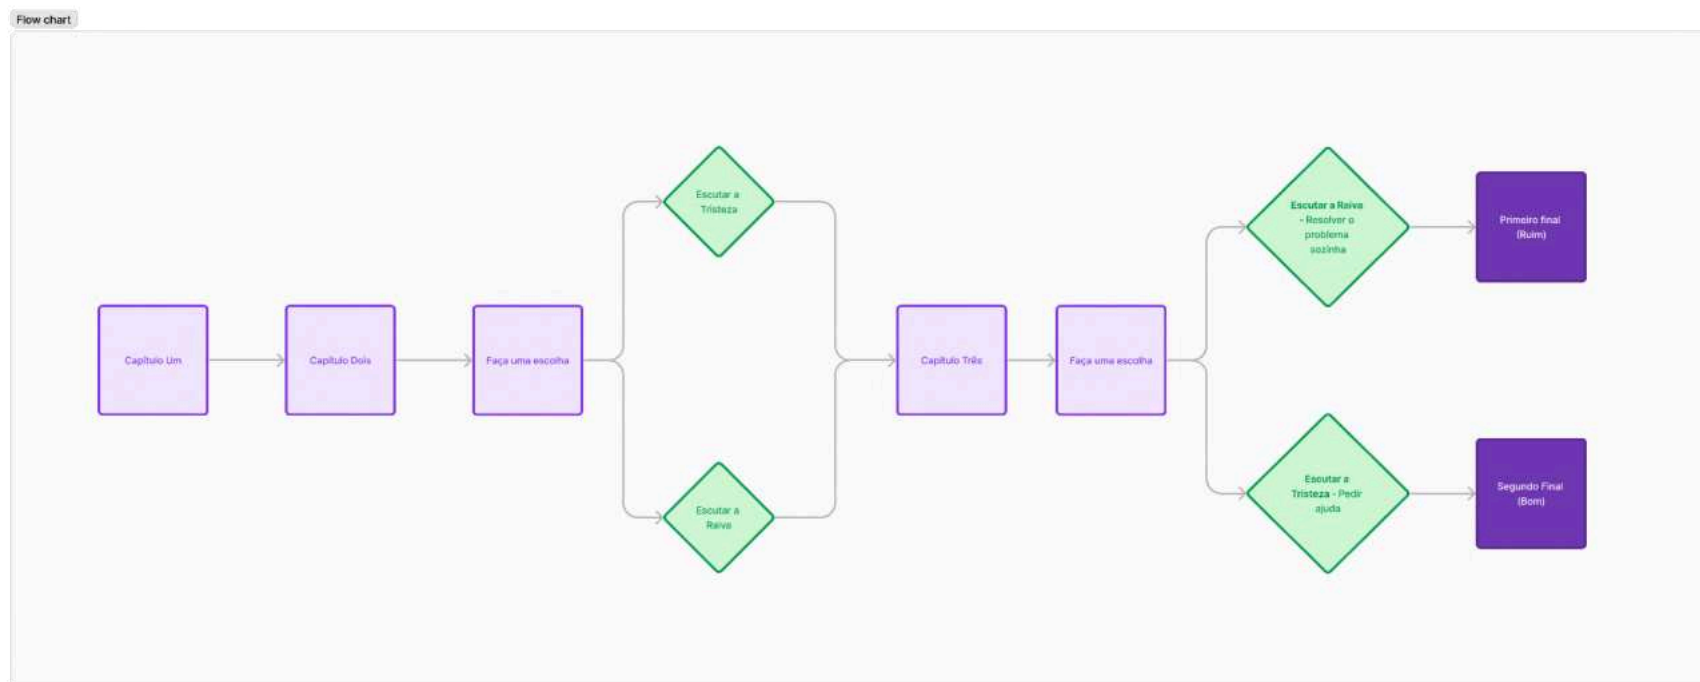 Flow chart
Capítulo Um
Capítulo Dois
Faça uma escolha
Escutar a
Tristeza
Escutar a
Raiva
Capítulo Três
Faça uma escolha
Escutar a Raiva
- Resolver o
problema
sozinha
Primeiro final
(Ruim)
Escutar a
Tristeza - Pedir
ajuda
Segundo Final
(Bom)